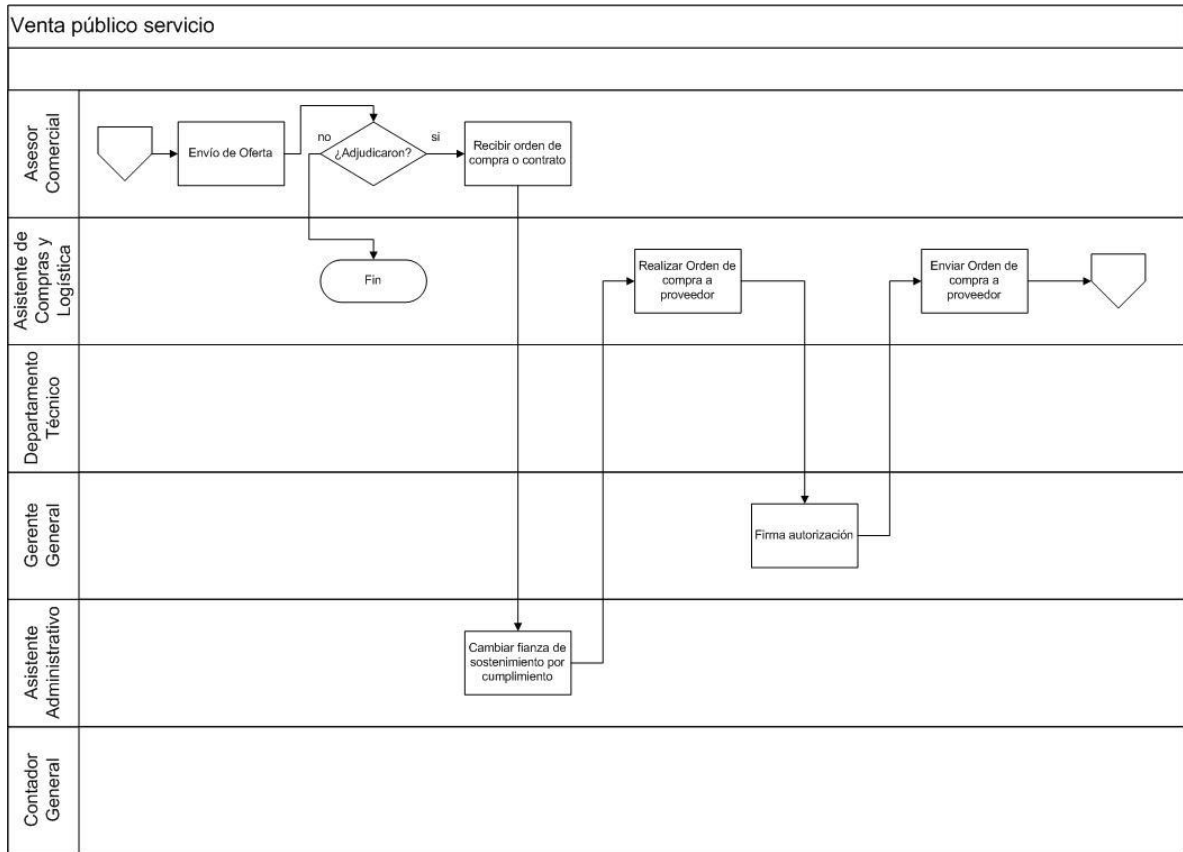 Venta público servicio
Asesor
Comercial
Envío de Oferta
no
¿Adjudicaron?
si
Recibir orden de
compra o contrato
Asistente de
Compras y
Logística
Fin
Realizar Orden de
compra a
proveedor
Enviar Orden de
compra a
proveedor
Departamento
Técnico
Gerente
General
Firma autorización
Asistente
Administrativo
Cambiar fianza de
sostenimiento por
cumplimiento
Contador
General